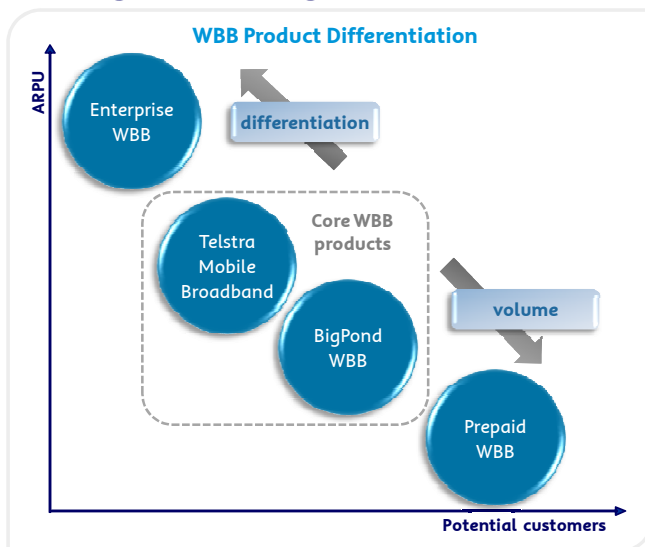 WBB Product Differentiation
ARPU
Enterprise
WBB
differentiation
Core WBB
products
Telstra
Mobile
Broadband
volume
BigPond
WBB
Prepaid
WBB
Potential customers